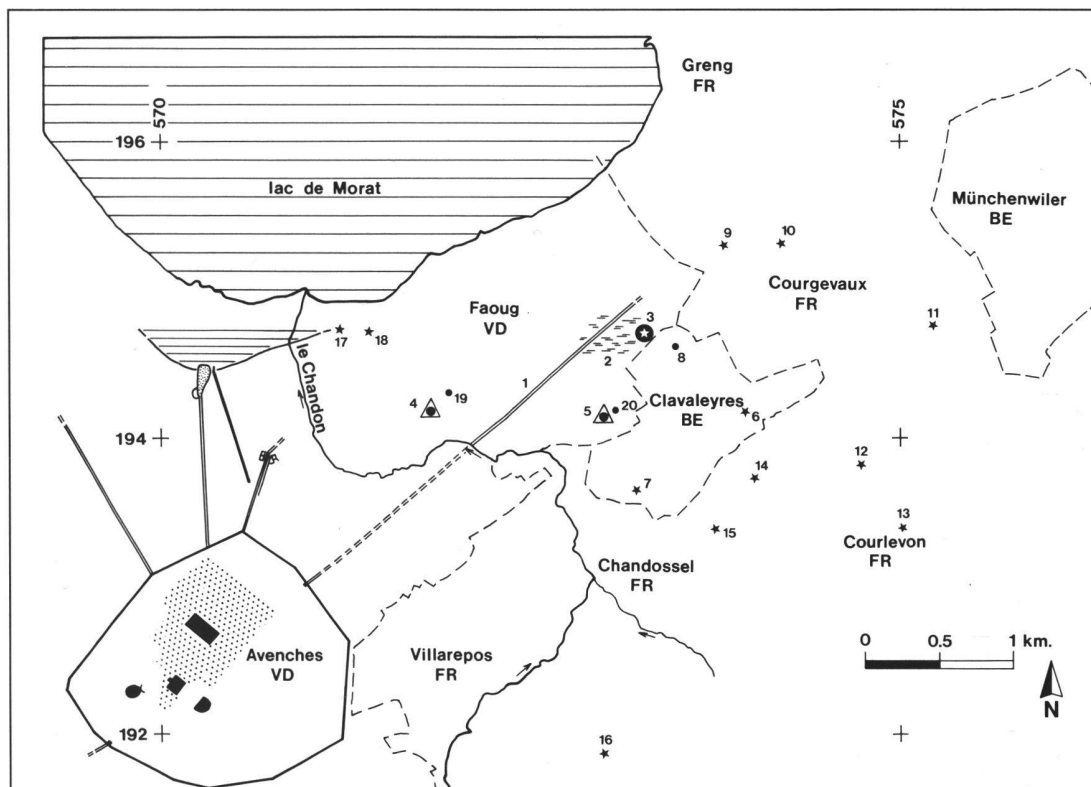 Greng
FR
570
575
196
lac de Morat
Münchenwiler
BE
9
10
Courgevaux
FR
Faoug
VD
3
11
17
18
le Chandon
2
8
1
4
19
5
20
Clavaleyres
BE
6
194
12
14
7
13
15
Courlevon
FR
Chandossel
FR
0 0.5 1 km.
Avenches
VD
Villarepos
FR
N
192
16